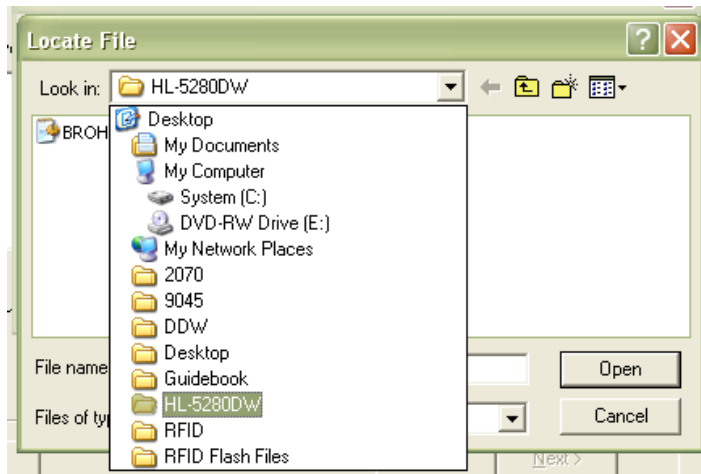 Locate File
Look in: HL-5280DW
Desktop
BROH
My Documents
My Computer
System (C:)
DVD-RW Drive (E:)
My Network Places
2070
9045
DDW
Desktop
File name
Open
Guidebook
HL-5280DW
Files of ty
Cancel
RFID
RFID Flash Files
Next >